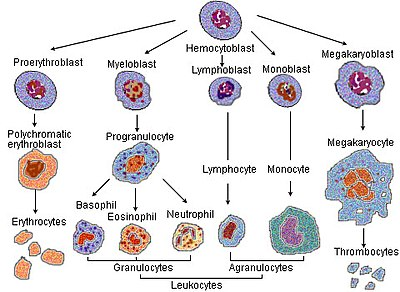 Hemocytoblast
Proerythroblast
Myeloblast
Lymphoblast
Monoblast
Megakaryoblast
Polychromatic
erythroblast
Progranulocyte
Lymphocyte
Monocyte
Megakaryocyte
Basophil
Eosinophil
Neutrophil
Erythrocytes
Thrombocytes
Granulocytes
Agranulocytes
Leukocytes